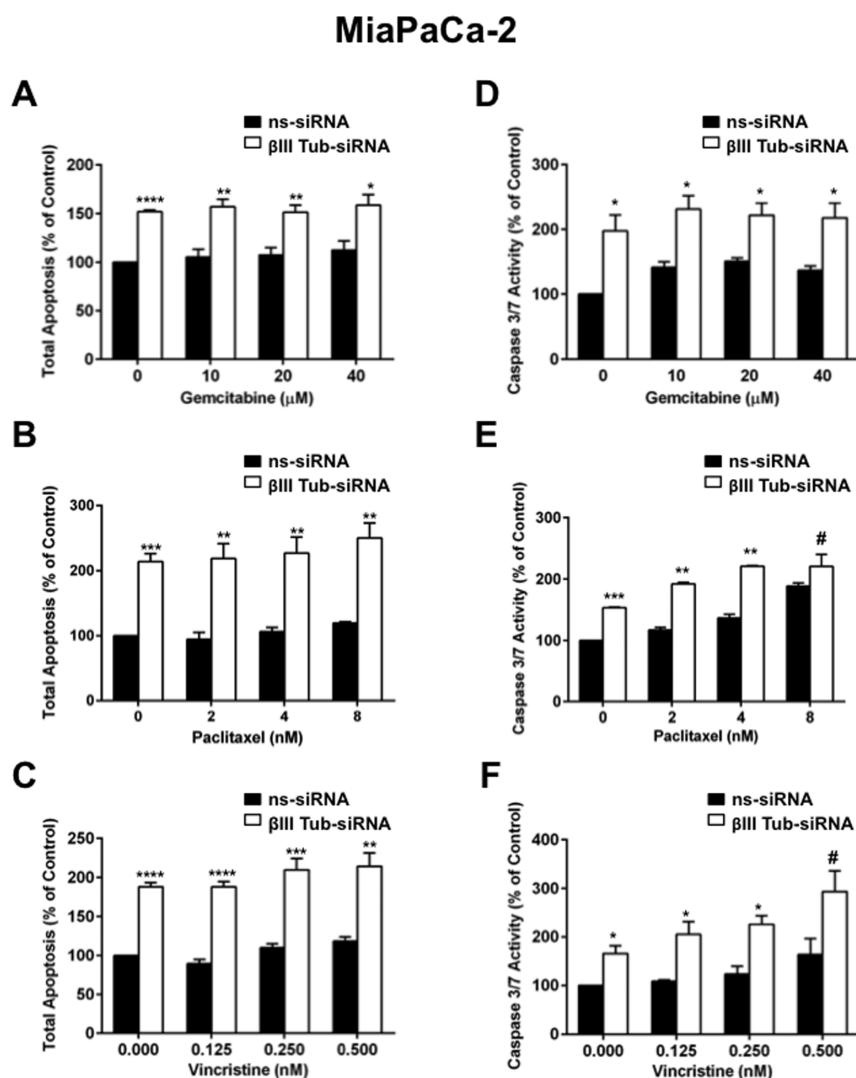 MiaPaCa-2
A
ns-siRNA
βIII Tub-siRNA
Total Apoptosis (% of Control)
200
150
100
50
0
****
**
**
*
0 10 20 40
Gemcitabine (μM)
D
ns-siRNA
βIII Tub-siRNA
Caspase 3/7 Activity (% of Control)
300
200
100
0
*
*
*
*
0 10 20 40
Gemcitabine (μM)
B
ns-siRNA
βIII Tub-siRNA
Total Apoptosis (% of Control)
300
200
100
0
***
**
**
**
0 2 4 8
Paclitaxel (nM)
E
ns-siRNA
βIII Tub-siRNA
Caspase 3/7 Activity (% of Control)
300
200
100
0
***
**
**
#
0 2 4 8
Paclitaxel (nM)
C
ns-siRNA
βIII Tub-siRNA
Total Apoptosis (% of Control)
250
200
150
100
50
0
****
****
***
**
0.000 0.125 0.250 0.500
Vincristine (nM)
F
ns-siRNA
βIII Tub-siRNA
Caspase 3/7 Activity (% of Control)
400
300
200
100
0
*
*
*
#
0.000 0.125 0.250 0.500
Vincristine (nM)